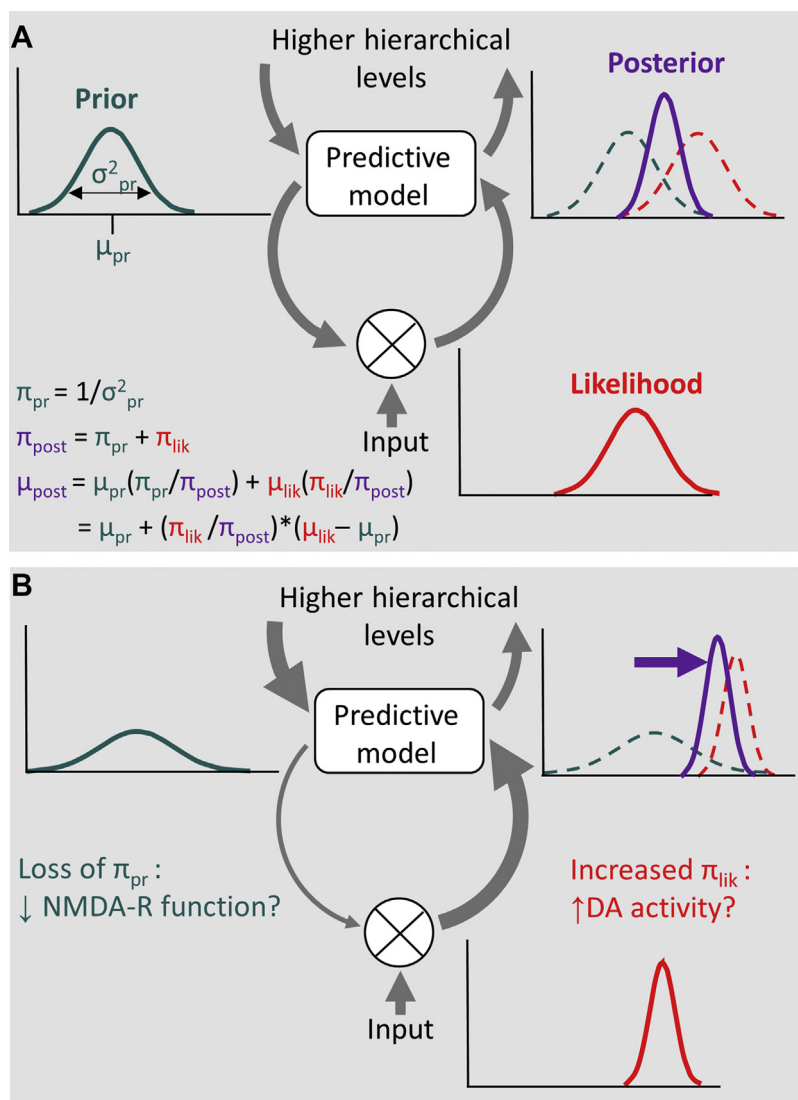 A
Higher hierarchical
levels
Prior
σ²pr
μpr
Predictive
model
Posterior
πpr = 1/σ²pr
πpost = πpr + πlik
μpost = μpr(πpr/πpost) + μlik(πlik/πpost)
= μpr + (πlik /πpost)*(μlik– μpr)
Input
Likelihood
B
Higher hierarchical
levels
Predictive
model
Loss of πpr :
↓ NMDA-R function?
Increased πlik :
↑DA activity?
Input